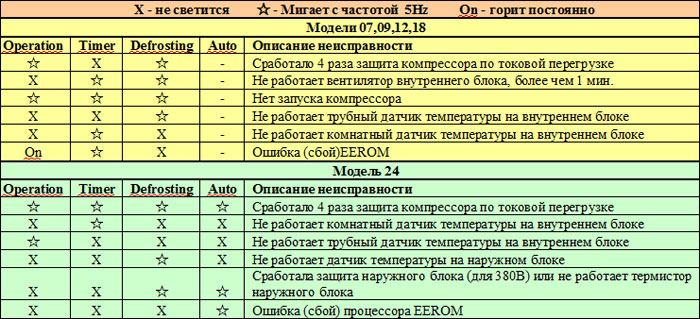 X - не светится ☆ - Мигает с частотой 5Hz On - горит постоянно
Модели 07,09,12,18
Operation Timer Defrosting Auto Описание неисправности
☆ X ☆ - Сработало 4 раза защита компрессора по токовой перегрузке
X ☆ ☆ - Не работает вентилятор внутреннего блока, более чем 1 мин.
☆ ☆ ☆ - Нет запуска компрессора
X X ☆ - Не работает трубный датчик температуры на внутреннем блоке
X ☆ X - Не работает комнатный датчик температуры на внутреннем блоке
On ☆ X - Ошибка (сбой)EEROM
Модель 24
Operation Timer Defrosting Auto Описание неисправности
☆ ☆ ☆ ☆ Сработало 4 раза защита компрессора по токовой перегрузке
X ☆ X X Не работает комнатный датчик температуры на внутреннем блоке
☆ X X X Не работает трубный датчик температуры на внутреннем блоке
X X ☆ X Не работает датчик температуры на наружном блоке
Сработала защита наружного блока (для 380В) или не работает термистор
X X ☆ ☆ наружного блока
X X X ☆ Ошибка (сбой) процессора EEROM